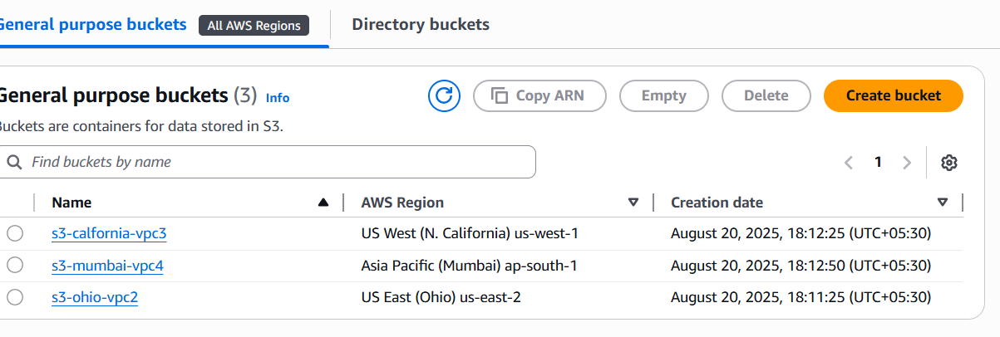 General purpose buckets All AWS Regions Directory buckets
General purpose buckets (3) Info Copy ARN Empty Delete Create bucket
Buckets are containers for data stored in S3.
Find buckets by name 1
Name AWS Region Creation date
s3-calfornia-vpc3 US West (N. California) us-west-1 August 20, 2025, 18:12:25 (UTC+05:30)
s3-mumbai-vpc4 Asia Pacific (Mumbai) ap-south-1 August 20, 2025, 18:12:50 (UTC+05:30)
s3-ohio-vpc2 US East (Ohio) us-east-2 August 20, 2025, 18:11:25 (UTC+05:30)